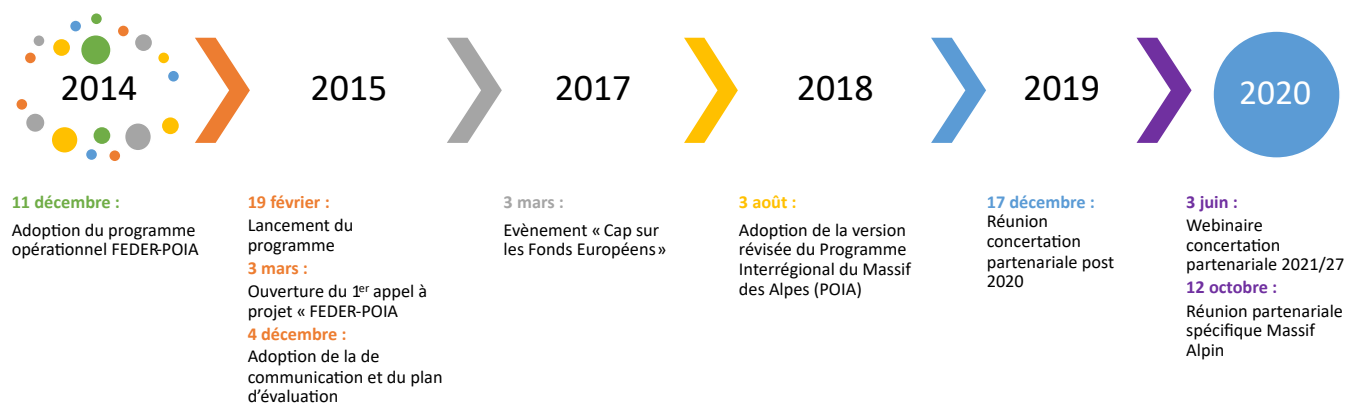 2014
2015
2017
2018
2019
2020
11 décembre :
Adoption du programme
opérationnel FEDER-POIA
19 février :
Lancement du
programme
3 mars :
Ouverture du 1er appel à
projet « FEDER-POIA
4 décembre :
Adoption de la de
communication et du plan
d’évaluation
3 mars :
Evènement « Cap sur
les Fonds Européens »
3 août :
Adoption de la version
révisée du Programme
Interrégional du Massif
des Alpes (POIA)
17 décembre :
Réunion
concertation
partenariale post
2020
3 juin :
Webinaire
concertation
partenariale 2021/27
12 octobre :
Réunion partenariale
spécifique Massif
Alpin